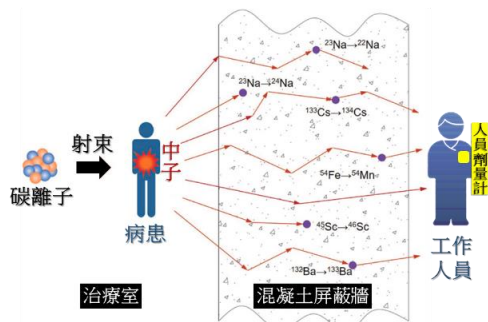 ²³Na→²²Na
²³Na→²⁴Na
¹³³Cs→¹³⁴Cs
射束
中子
人員劑量計
⁵⁴Fe→⁵⁴Mn
碳離子
病患
⁴⁵Sc→⁴⁶Sc
工作
人員
¹³²Ba→¹³³Ba
治療室
混凝土屏蔽牆